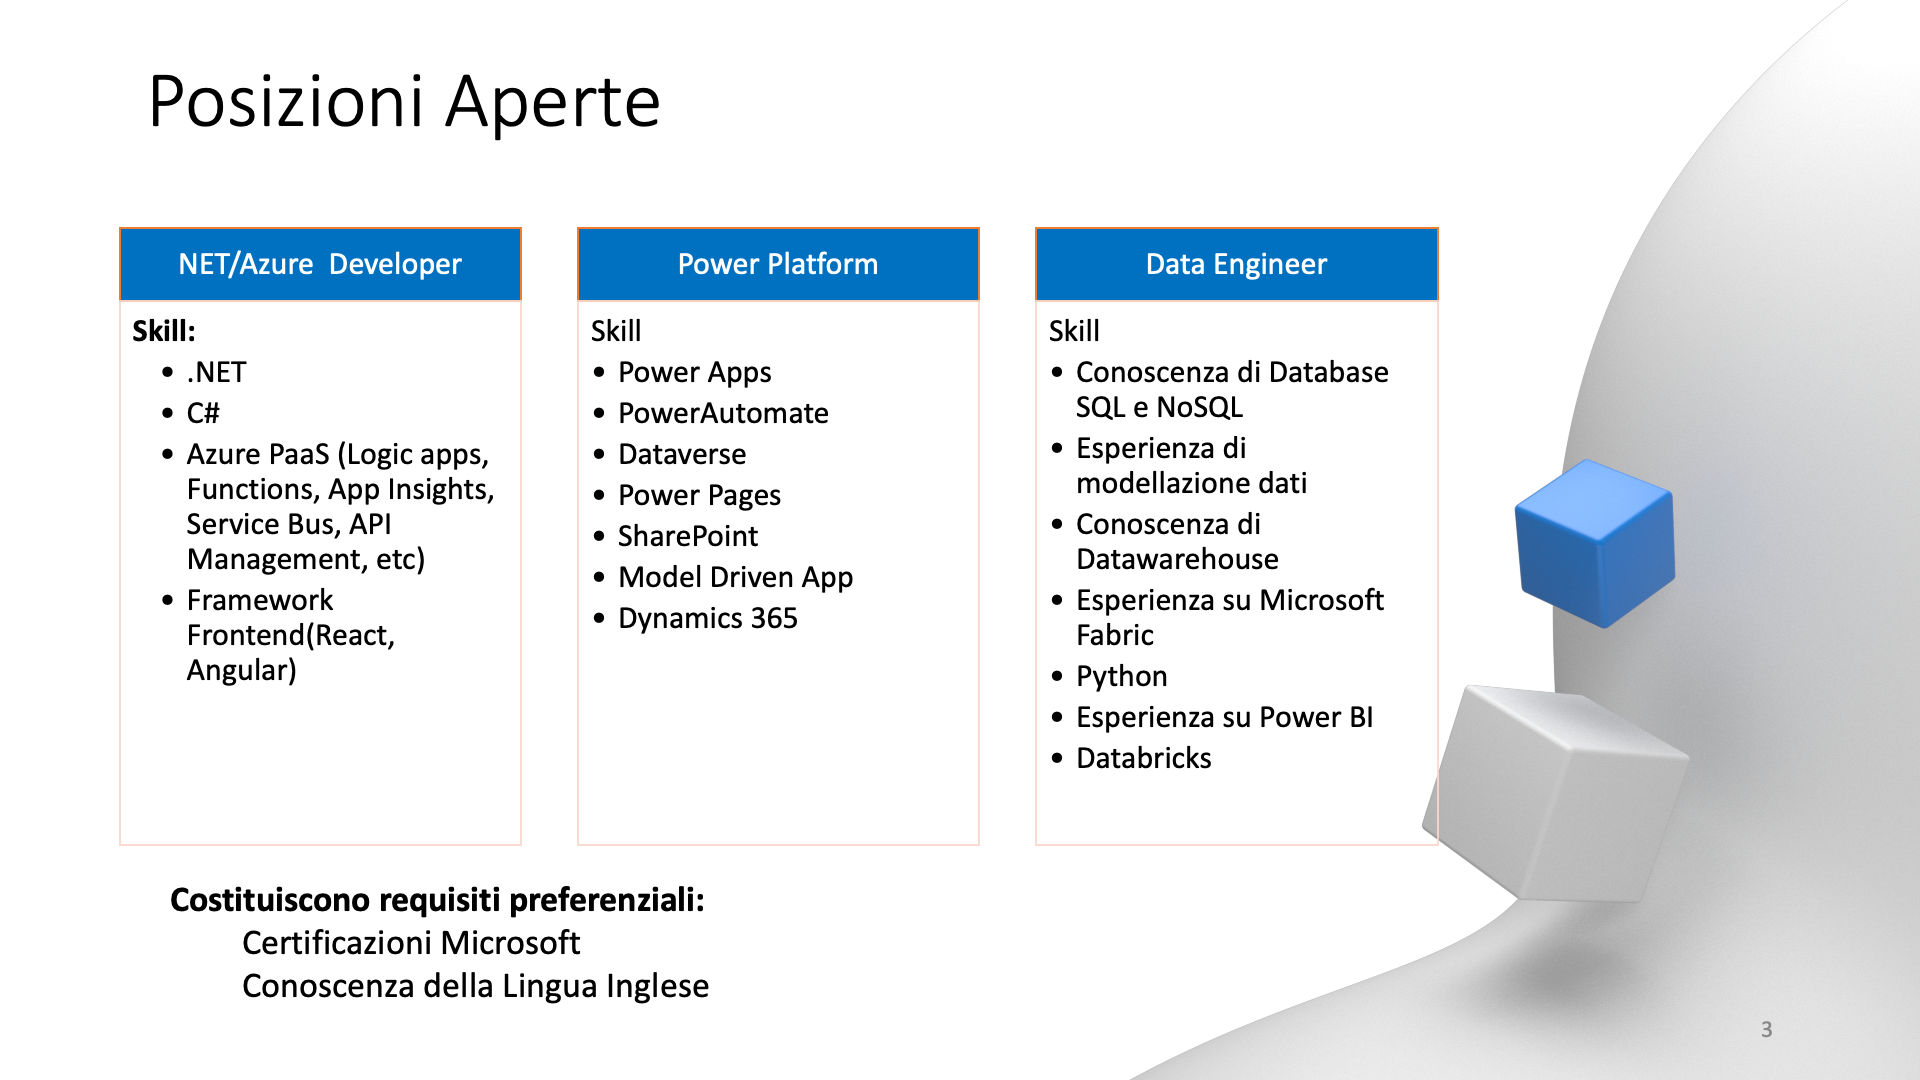 Posizioni Aperte
NET/Azure  Developer
Skill:
• .NET
• C#
• Azure PaaS (Logic apps,
Functions, App Insights,
Service Bus, API
Management, etc)
• Framework
Frontend(React,
Angular)
Power Platform
Skill
• Power Apps
• PowerAutomate
• Dataverse
• Power Pages
• SharePoint
• Model Driven App
• Dynamics 365
Data Engineer
Skill
• Conoscenza di Database
SQL e NoSQL
• Esperienza di
modellazione dati
• Conoscenza di
Datawarehouse
• Esperienza su Microsoft
Fabric
• Python
• Esperienza su Power BI
• Databricks
Costituiscono requisiti preferenziali:
Certificazioni Microsoft
Conoscenza della Lingua Inglese
3